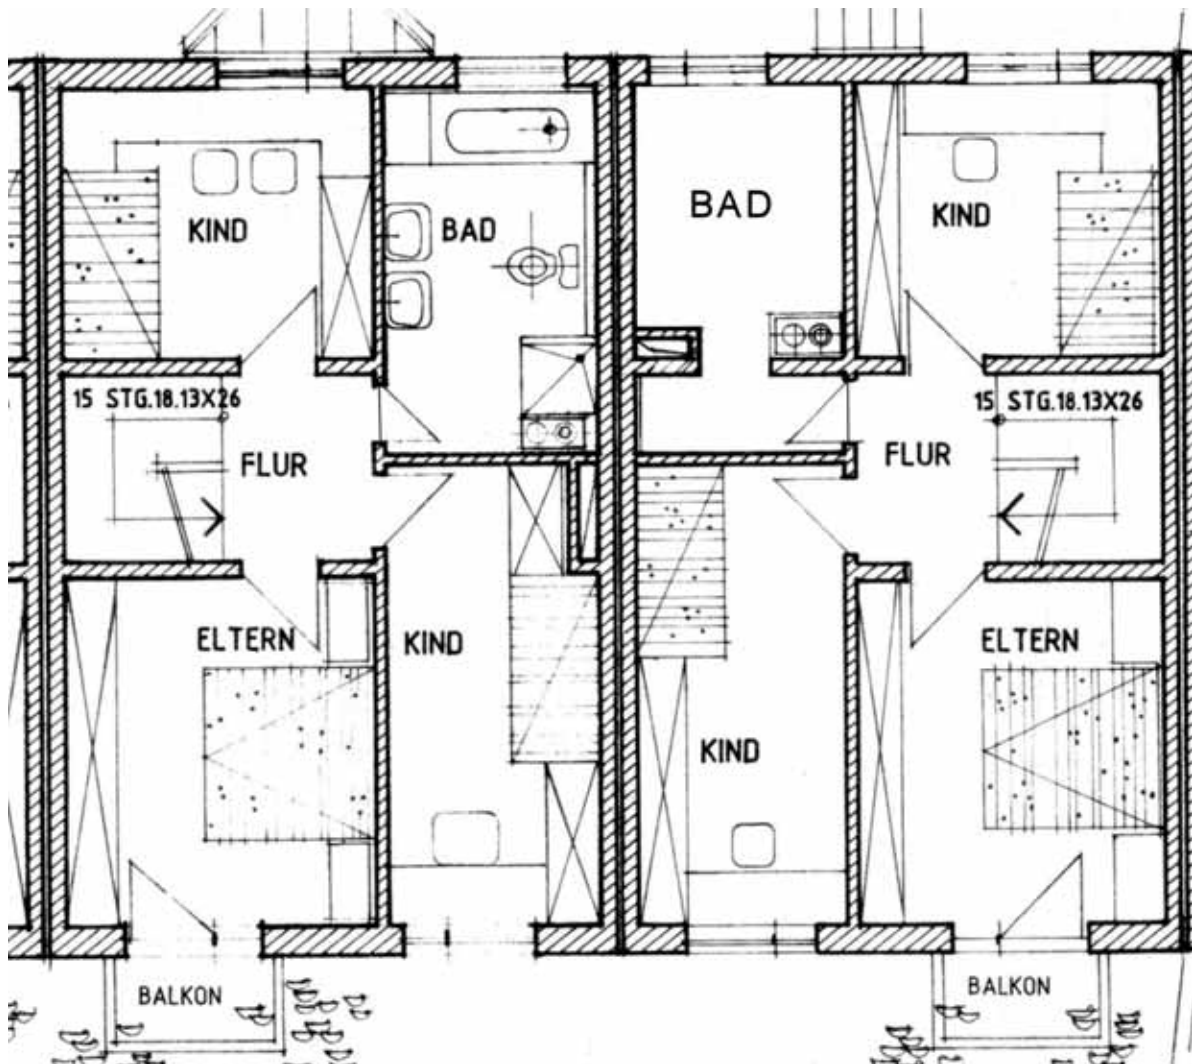 KIND
BAD
BAD
KIND
15 STG.18.13X26
15 STG.18.13X26
FLUR
FLUR
ELTERN
KIND
ELTERN
KIND
BALKON
BALKON